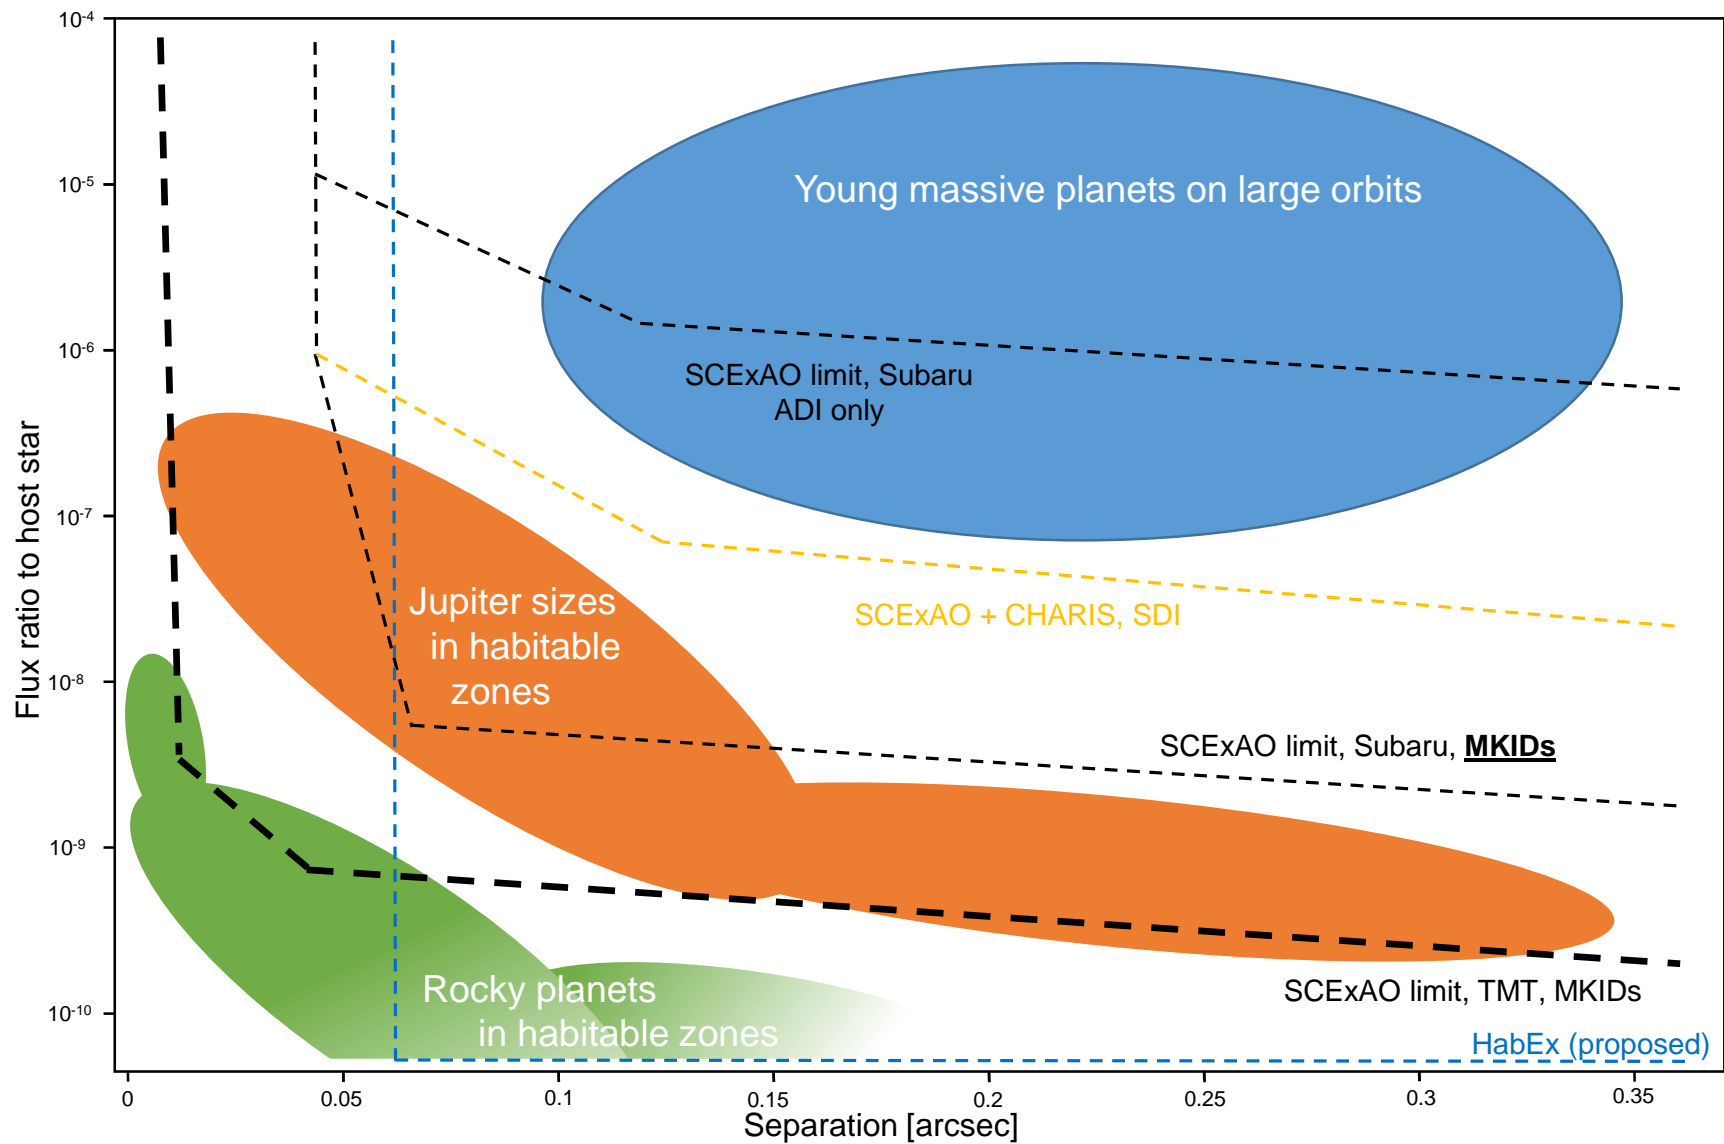 10-4
Young massive planets on large orbits
10-5
10-6
SCExAO limit, Subaru
ADI only
Flux ratio to host star
10-7
Jupiter sizes
in habitable
zones
SCExAO + CHARIS, SDI
10-8
SCExAO limit, Subaru, MKIDs
10-9
Rocky planets
in habitable zones
SCExAO limit, TMT, MKIDs
10-10
HabEx (proposed)
0 0.05 0.1 0.15 0.2 0.25 0.3 0.35
Separation [arcsec]